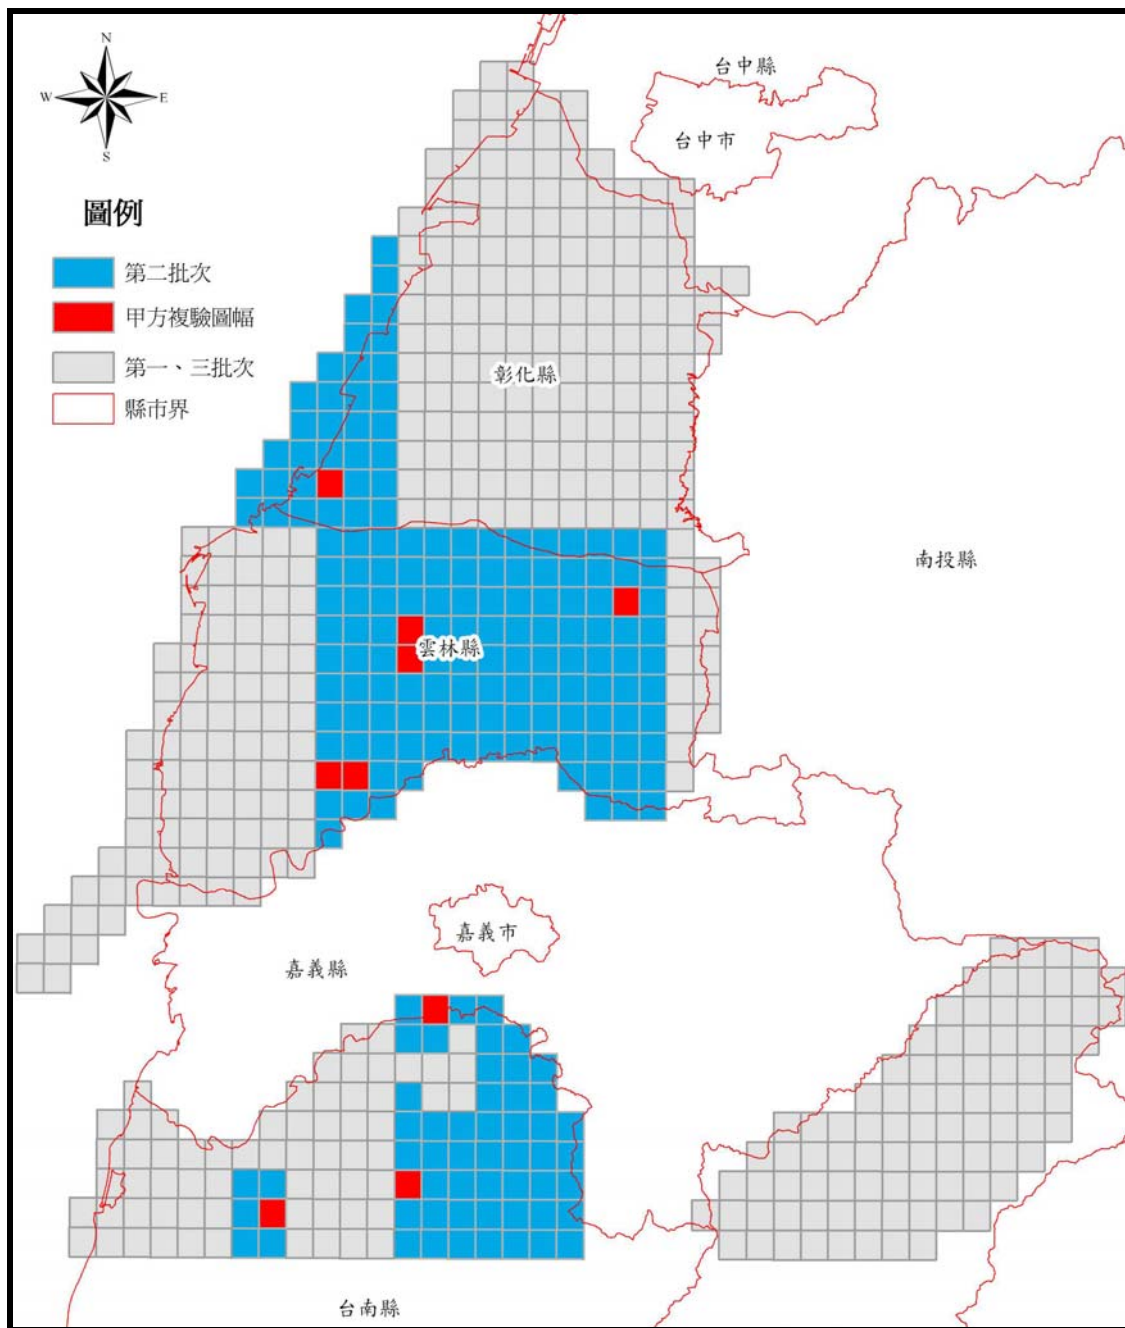 N
W
E
S
圖例
第二批次
甲方複驗圖幅
第一、三批次
縣市界
台中縣
台中市
彰化縣
南投縣
雲林縣
嘉義市
嘉義縣
台南縣